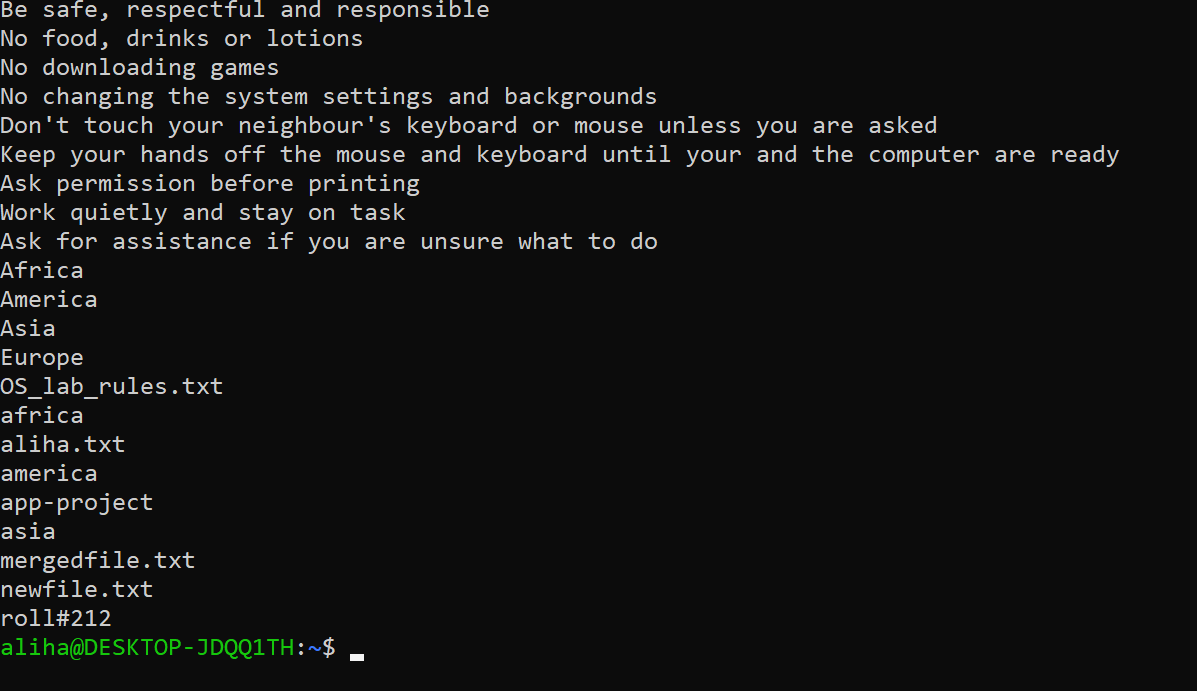 Be safe, respectful and responsible
No food, drinks or lotions
No downloading games
No changing the system settings and backgrounds
Don't touch your neighbour's keyboard or mouse unless you are asked
Keep your hands off the mouse and keyboard until your and the computer are ready
Ask permission before printing
Work quietly and stay on task
Ask for assistance if you are unsure what to do
Africa
America
Asia
Europe
OS_lab_rules.txt
africa
aliha.txt
america
app-project
asia
mergedfile.txt
newfile.txt
roll#212
aliha@DESKTOP-JDQQ1TH:~$